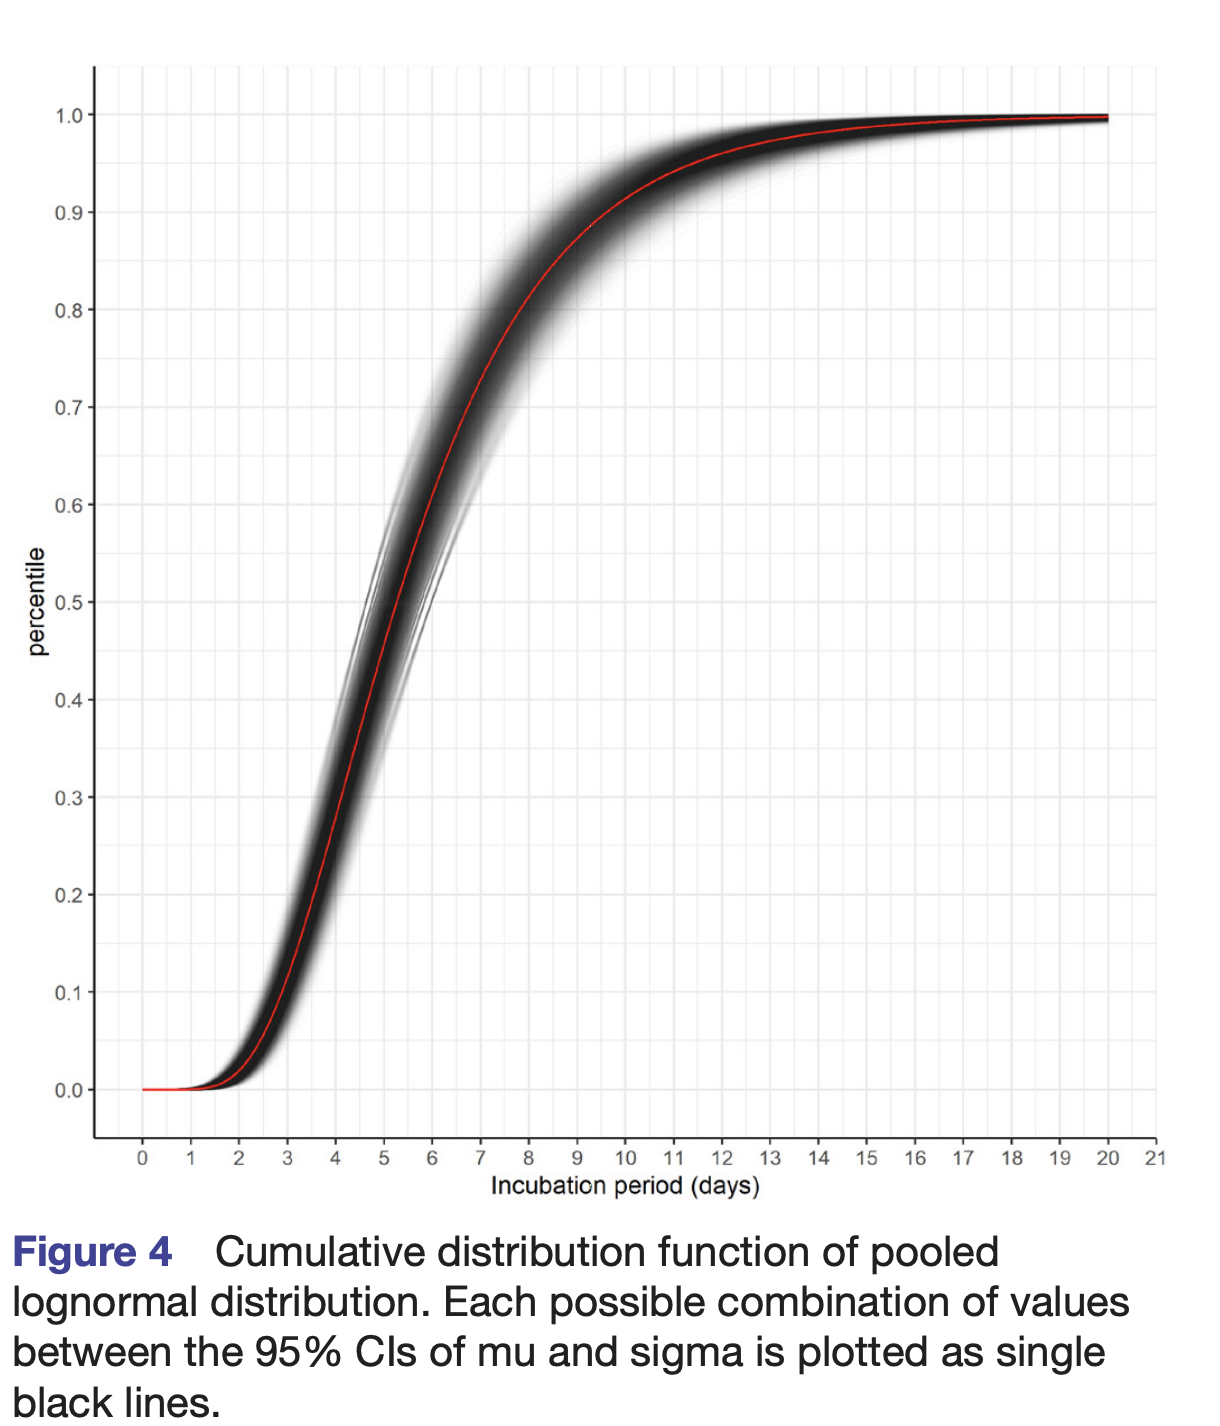 1.0
0.9
0.8
0.7
0.6
0.5
0.4
0.3
0.2
0.1
0.0
percentile
0 1 2 3 4 5 6 7 8 9 10 11 12 13 14 15 16 17 18 19 20 21
Incubation period (days)
Figure 4 Cumulative distribution function of pooled
lognormal distribution. Each possible combination of values
between the 95% CIs of mu and sigma is plotted as single
black lines.